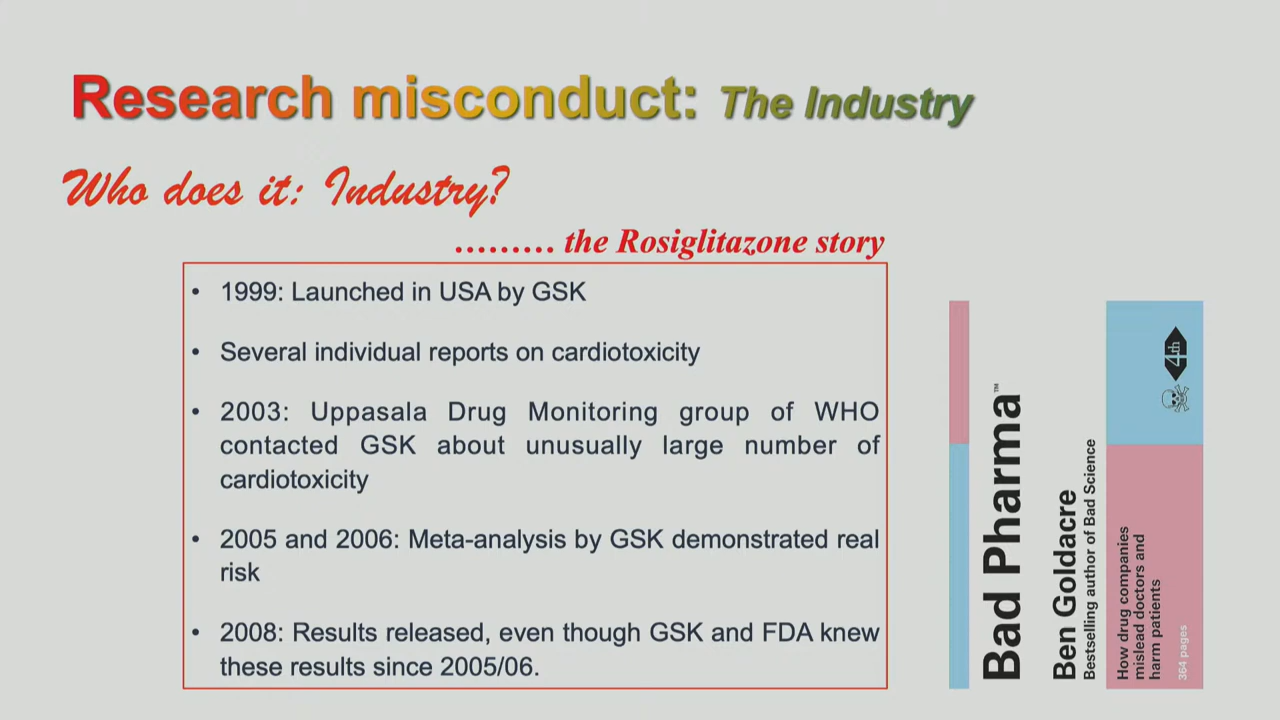 Research misconduct: The Industry
Who does it: Industry?
......... the Rosiglitazone story
• 1999: Launched in USA by GSK
• Several individual reports on cardiotoxicity
• 2003: Uppasala Drug Monitoring group of WHO
contacted GSK about unusually large number of
cardiotoxicity
• 2005 and 2006: Meta-analysis by GSK demonstrated real
risk
• 2008: Results released, even though GSK and FDA knew
these results since 2005/06.
Bad Pharma™
Ben Goldacre
Bestselling author of Bad Science
How drug companies
mislead doctors and
harm patients
364 pages
4th